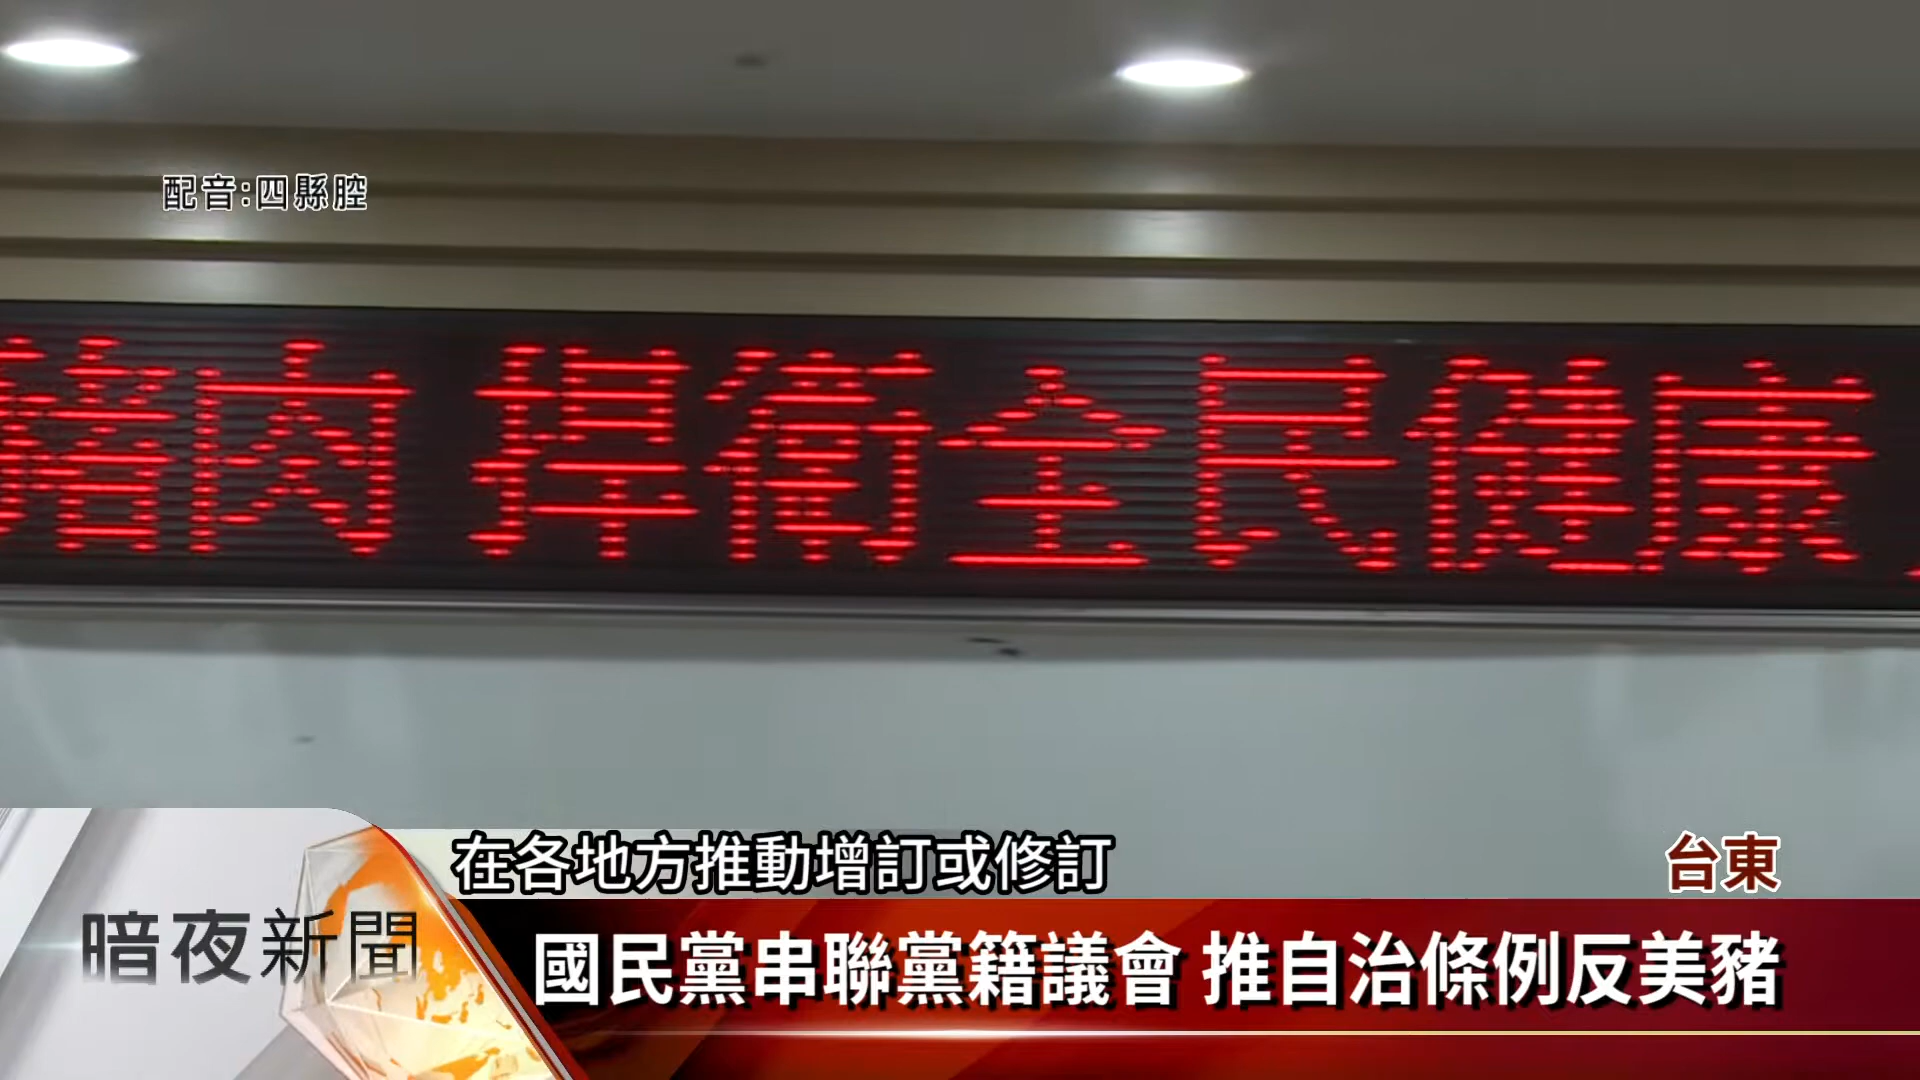 配音:四縣腔
豬肉 捍衛全民健康
在各地方推動增訂或修訂
台東
暗夜新聞
國民黨串聯黨籍議會 推自治條例反美豬